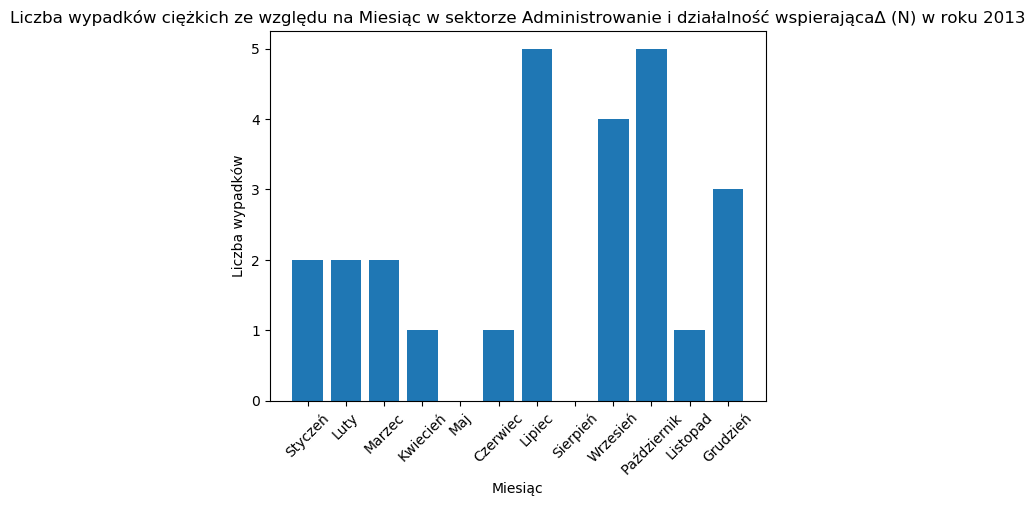 Liczba wypadków ciężkich ze względu na Miesiąc w sektorze Administrowanie i działalność wspierającaΔ (N) w roku 2013
Liczba wypadków
5
4
3
2
1
0
Styczeń
Luty
Marzec
Kwiecień
Maj
Czerwiec
Lipiec
Sierpień
Wrzesień
Październik
Listopad
Grudzień
Miesiąc